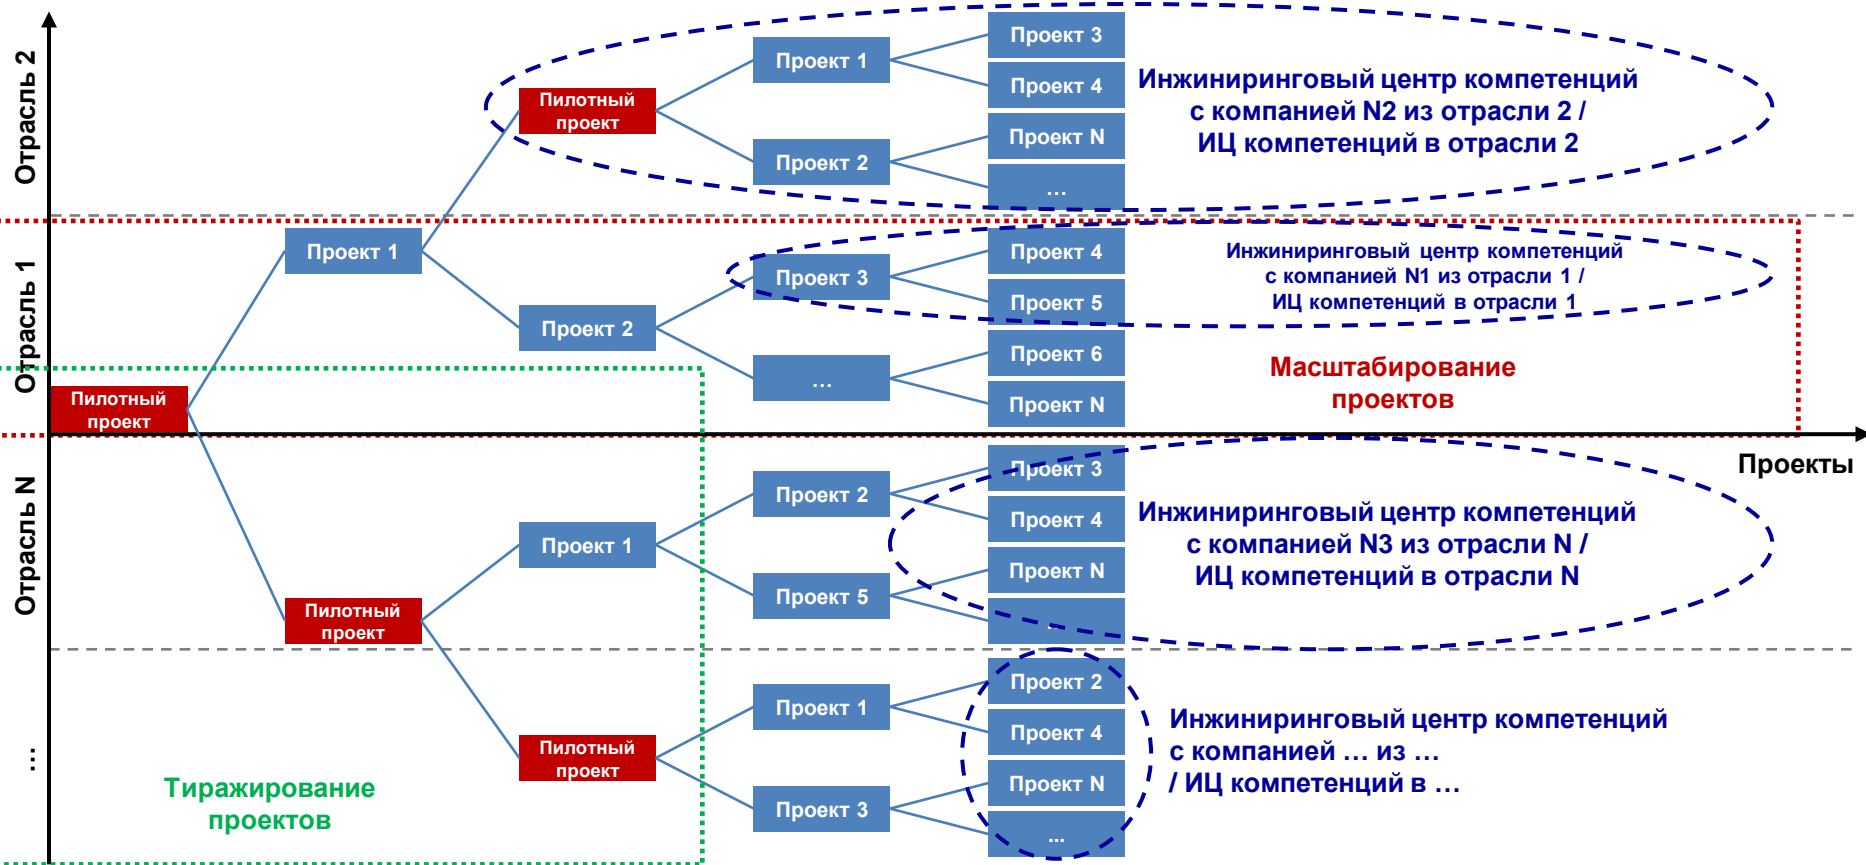 Отрасль 2
Отрасль 1
Отрасль N
...
Пилотный
проект
Проект 1
Пилотный
проект
Пилотный
проект
Проект 2
Проект 1
Пилотный
проект
Проект 1
Проект 2
Проект 3
...
Проект 2
Проект 5
Проект 1
Проект 3
Проект 3
Проект 4
Проект N
...
Проект 4
Проект 5
Проект 6
Проект N
Проект 3
Проект 4
Проект N
...
Проект 2
Проект 4
Проект N
...
Инжиниринговый центр компетенций
с компанией N2 из отрасли 2 /
ИЦ компетенций в отрасли 2
Инжиниринговый центр компетенций
с компанией N1 из отрасли 1 /
ИЦ компетенций в отрасли 1
Масштабирование
проектов
Проекты
Инжиниринговый центр компетенций
с компанией N3 из отрасли N /
ИЦ компетенций в отрасли N
Инжиниринговый центр компетенций
с компанией ... из ...
/ ИЦ компетенций в ...
Тиражирование
проектов